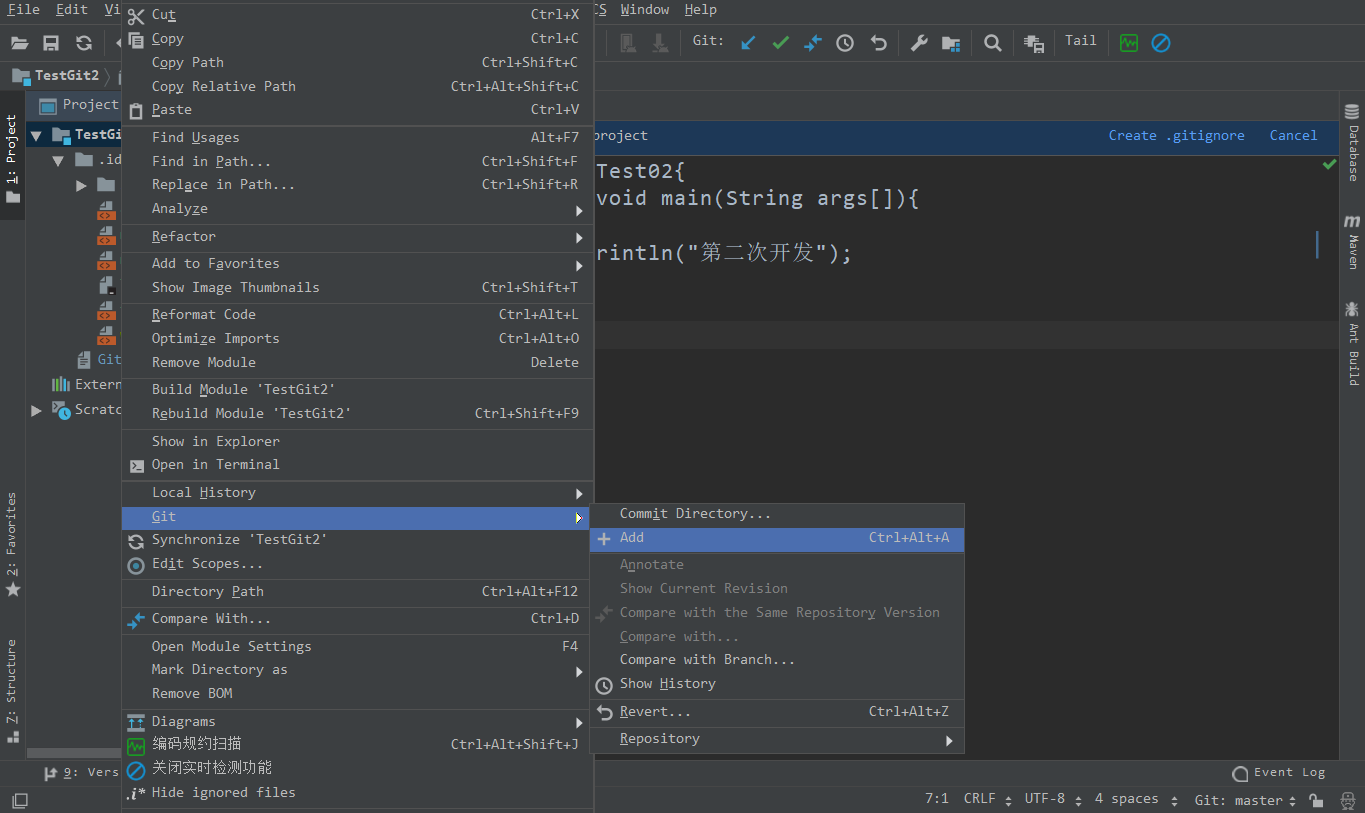 File Edit Vi CS Window Help
Git: Tail
TestGit2
Project
TestGi
.id
Git
Extern
Scratc
1: Project
2: Favorites
Z: Structure
Cut Ctrl+X
Copy Ctrl+C
Copy Path Ctrl+Shift+C
Copy Relative Path Ctrl+Alt+Shift+C
Paste Ctrl+V
Find Usages Alt+F7
Find in Path... Ctrl+Shift+F
Replace in Path... Ctrl+Shift+R
Analyze
Refactor
Add to Favorites
Show Image Thumbnails Ctrl+Shift+T
Reformat Code Ctrl+Alt+L
Optimize Imports Ctrl+Alt+O
Remove Module Delete
Build Module 'TestGit2'
Rebuild Module 'TestGit2' Ctrl+Shift+F9
Show in Explorer
Open in Terminal
Local History
Git
Synchronize 'TestGit2'
Edit Scopes...
Directory Path Ctrl+Alt+F12
Compare With... Ctrl+D
Open Module Settings F4
Mark Directory as
Remove BOM
Diagrams
编码规约扫描 Ctrl+Alt+Shift+J
关闭实时检测功能
.i* Hide ignored files
Commit Directory...
Add Ctrl+Alt+A
Annotate
Show Current Revision
Compare with the Same Repository Version
Compare with...
Compare with Branch...
Show History
Revert... Ctrl+Alt+Z
Repository
project Create .gitignore Cancel
Test02{
void main(String args[]){
rintln("第二次开发");
Database
m Maven
Ant Build
9: Vers Event Log
7:1 CRLF UTF-8 4 spaces Git: master